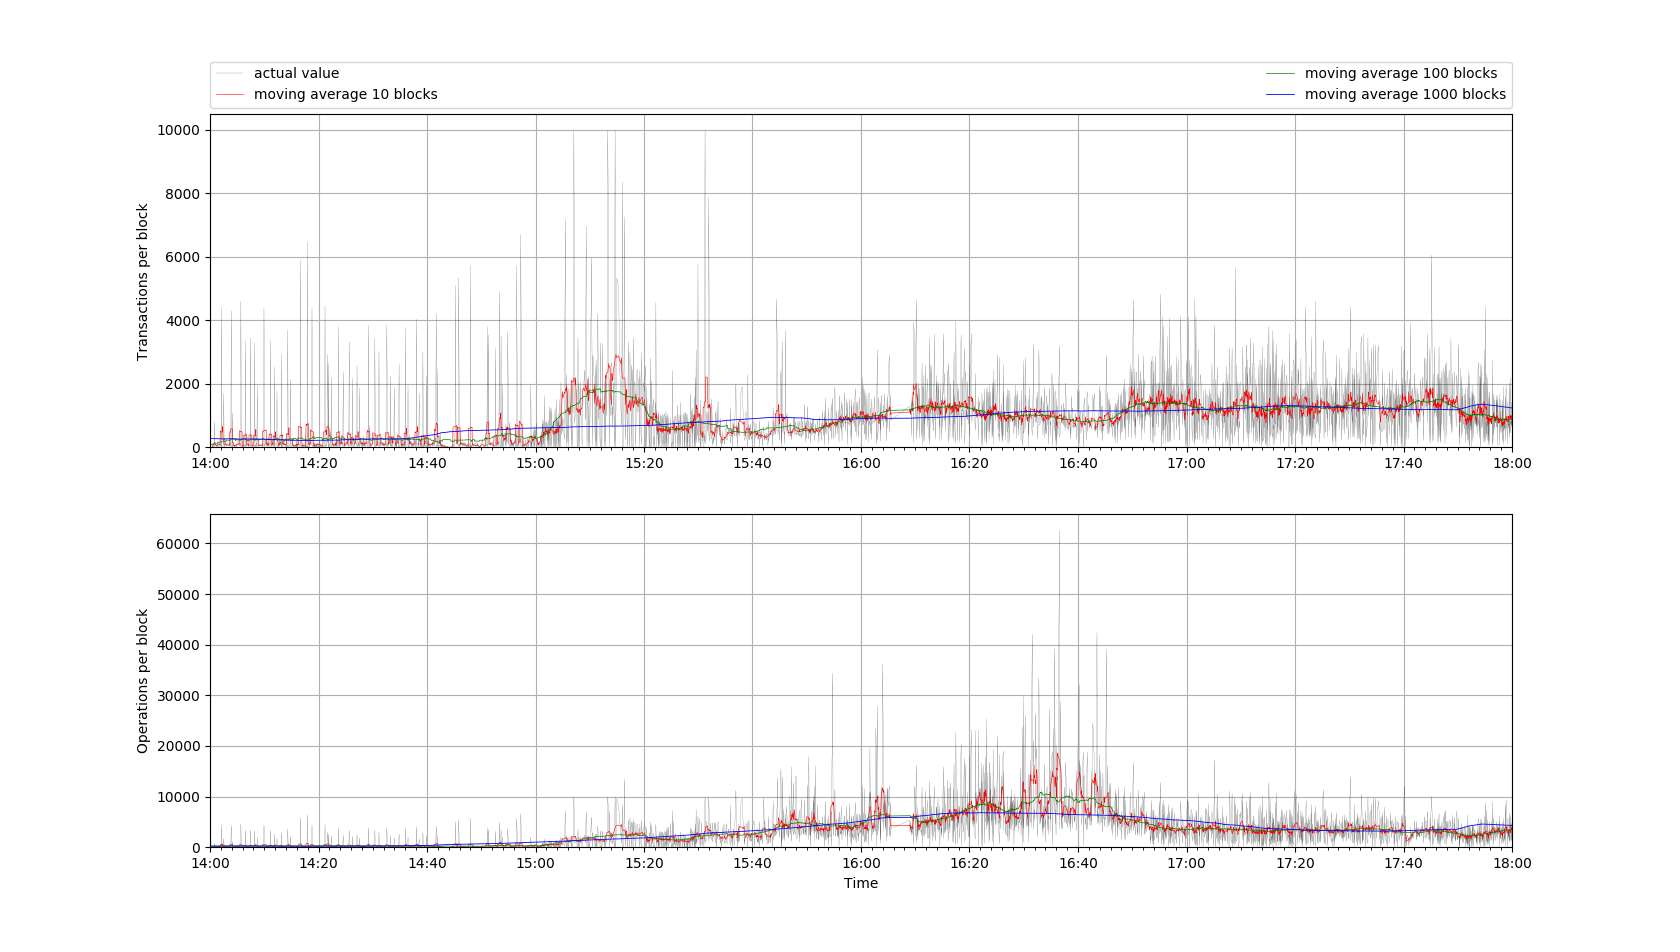 actual value
moving average 10 blocks
moving average 100 blocks
moving average 1000 blocks
Transactions per block
10000
8000
6000
4000
2000
0
14:00 14:20 14:40 15:00 15:20 15:40 16:00 16:20 16:40 17:00 17:20 17:40 18:00
Operations per block
60000
50000
40000
30000
20000
10000
0
14:00 14:20 14:40 15:00 15:20 15:40 16:00 16:20 16:40 17:00 17:20 17:40 18:00
Time